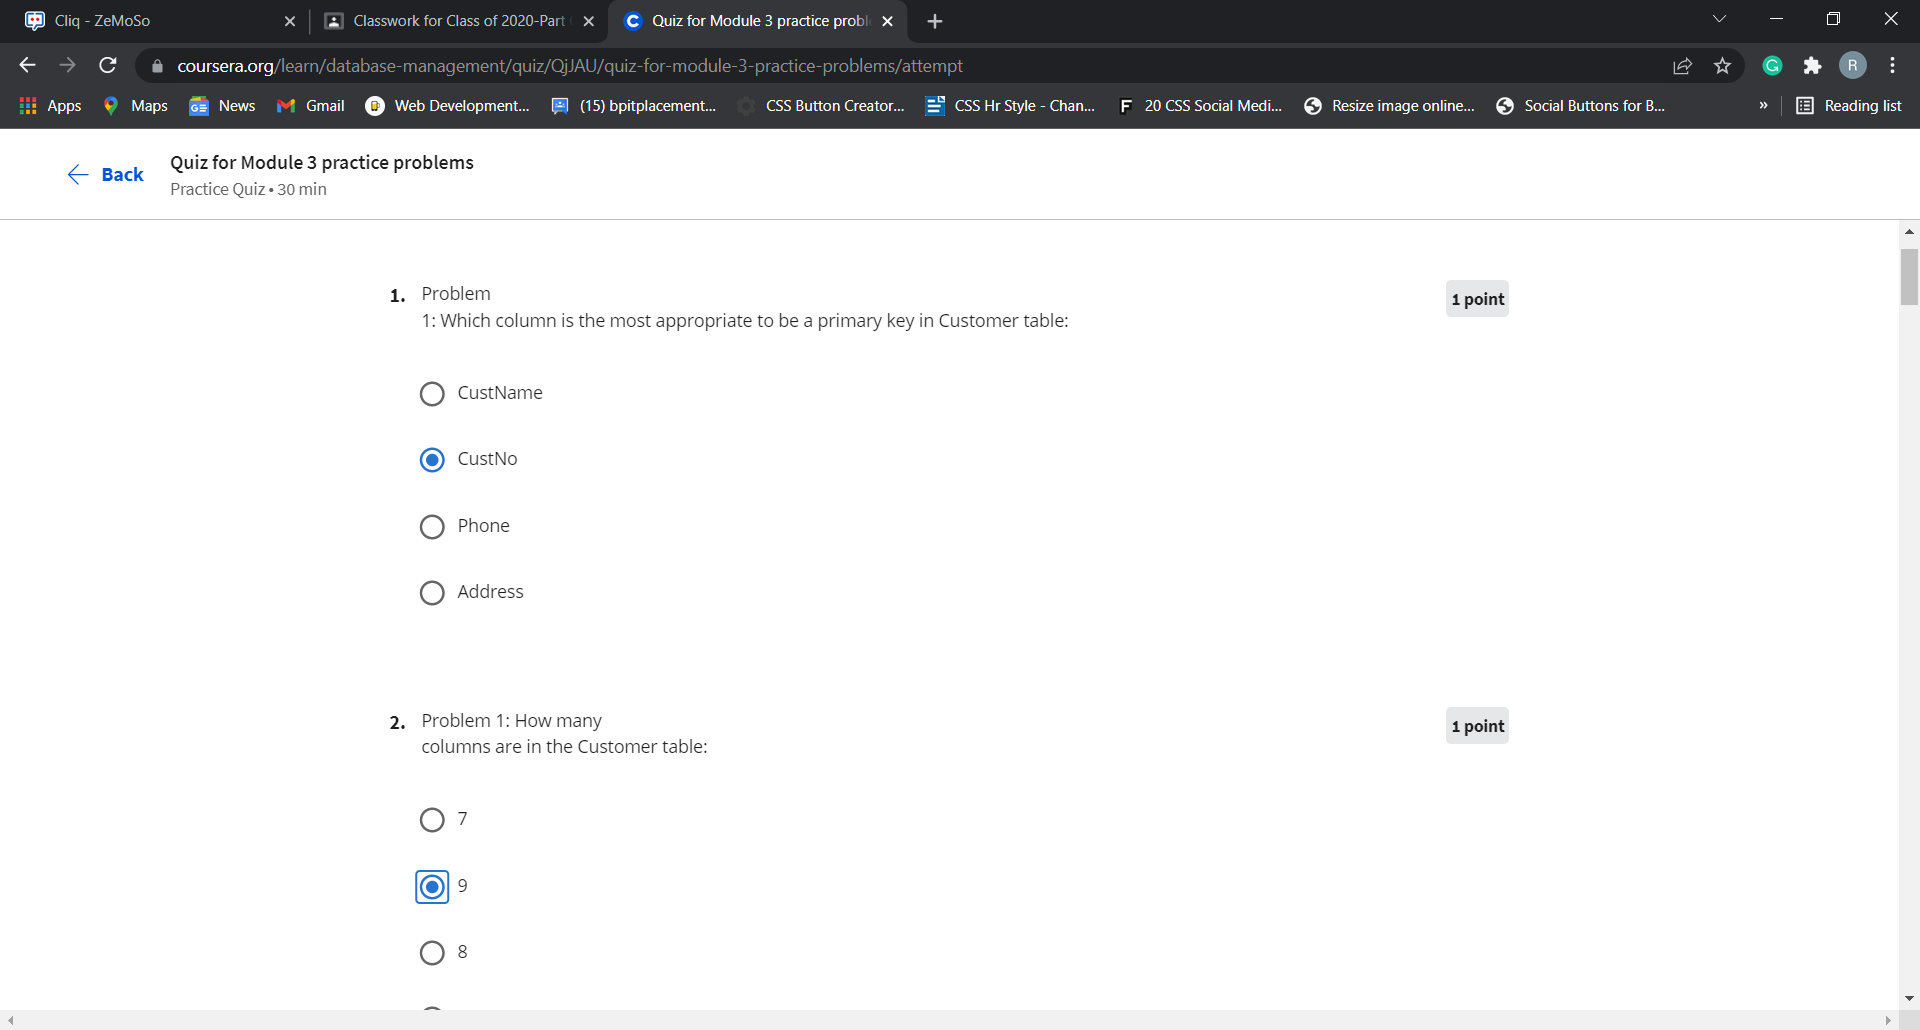 Cliq - ZeMoSo
Classwork for Class of 2020-Part
Quiz for Module 3 practice probl
coursera.org/learn/database-management/quiz/QjJAU/quiz-for-module-3-practice-problems/attempt
R
Apps
Maps
News
Gmail
Web Development...
(15) bpitplacement...
CSS Button Creator...
CSS Hr Style - Chan...
20 CSS Social Medi...
Resize image online...
Social Buttons for B...
»
Reading list
Back
Quiz for Module 3 practice problems
Practice Quiz • 30 min
1. Problem
1: Which column is the most appropriate to be a primary key in Customer table:
1 point
CustName
CustNo
Phone
Address
2. Problem 1: How many
columns are in the Customer table:
1 point
7
9
8